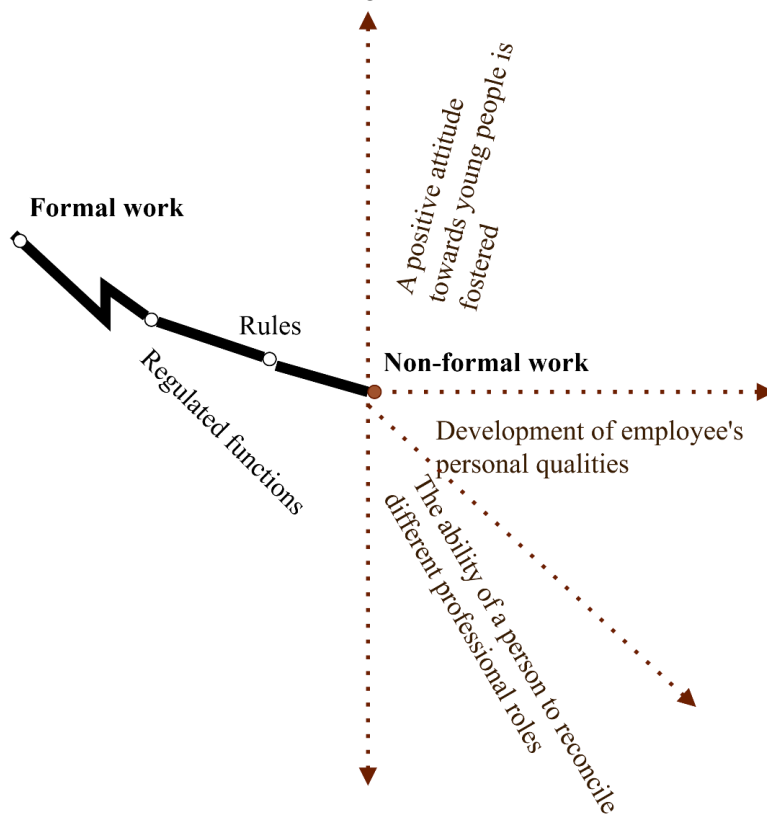 A positive attitude
towards young people is
fostered
Formal work
Rules
Regulated functions
Non-formal work
Development of employee's
personal qualities
The ability of a person to reconcile
different professional roles